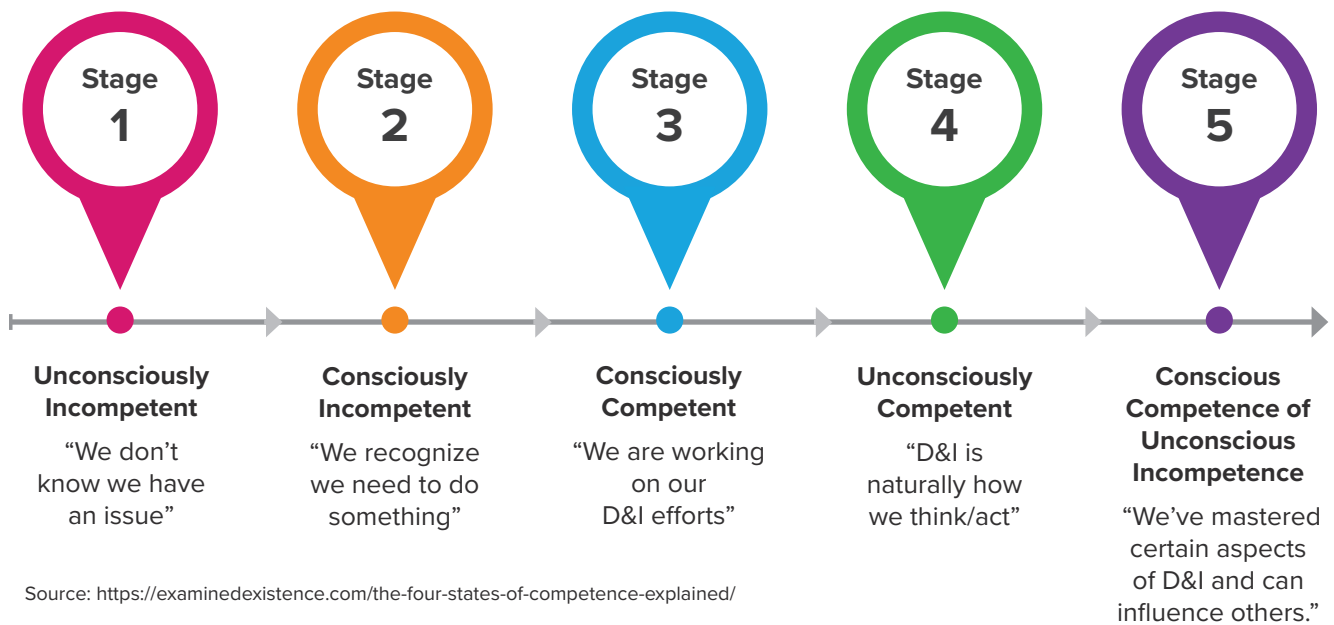 Stage
1
Stage
2
Stage
3
Stage
4
Stage
5
Unconsciously
Incompetent
“We don’t
know we have
an issue”
Consciously
Incompetent
“We recognize
we need to do
something”
Consciously
Competent
“We are working
on our
D&I efforts”
Unconsciously
Competent
“D&I is
naturally how
we think/act”
Conscious
Competence of
Unconscious
Incompetence
“We’ve mastered
certain aspects
of D&I and can
influence others.”
Source: https://examinedexistence.com/the-four-states-of-competence-explained/